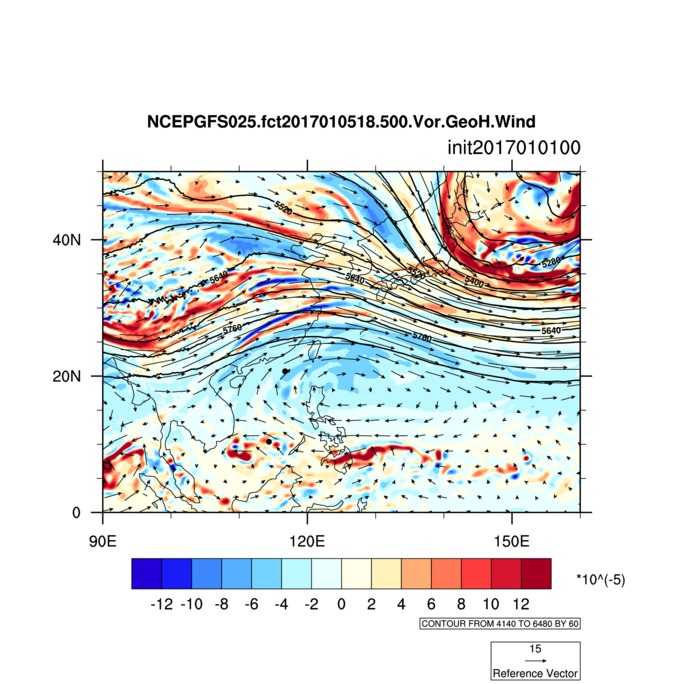 NCEPGFS025.fct2017010518.500.Vor.GeoH.Wind
init2017010100
5520
40N
5280
5640
5640
5400
5760
5760
5640
20N
0
90E 120E 150E
-12 -10 -8 -6 -4 -2 0 2 4 6 8 10 12
*10^(-5)
CONTOUR FROM 4140 TO 6480 BY 60
15
Reference Vector